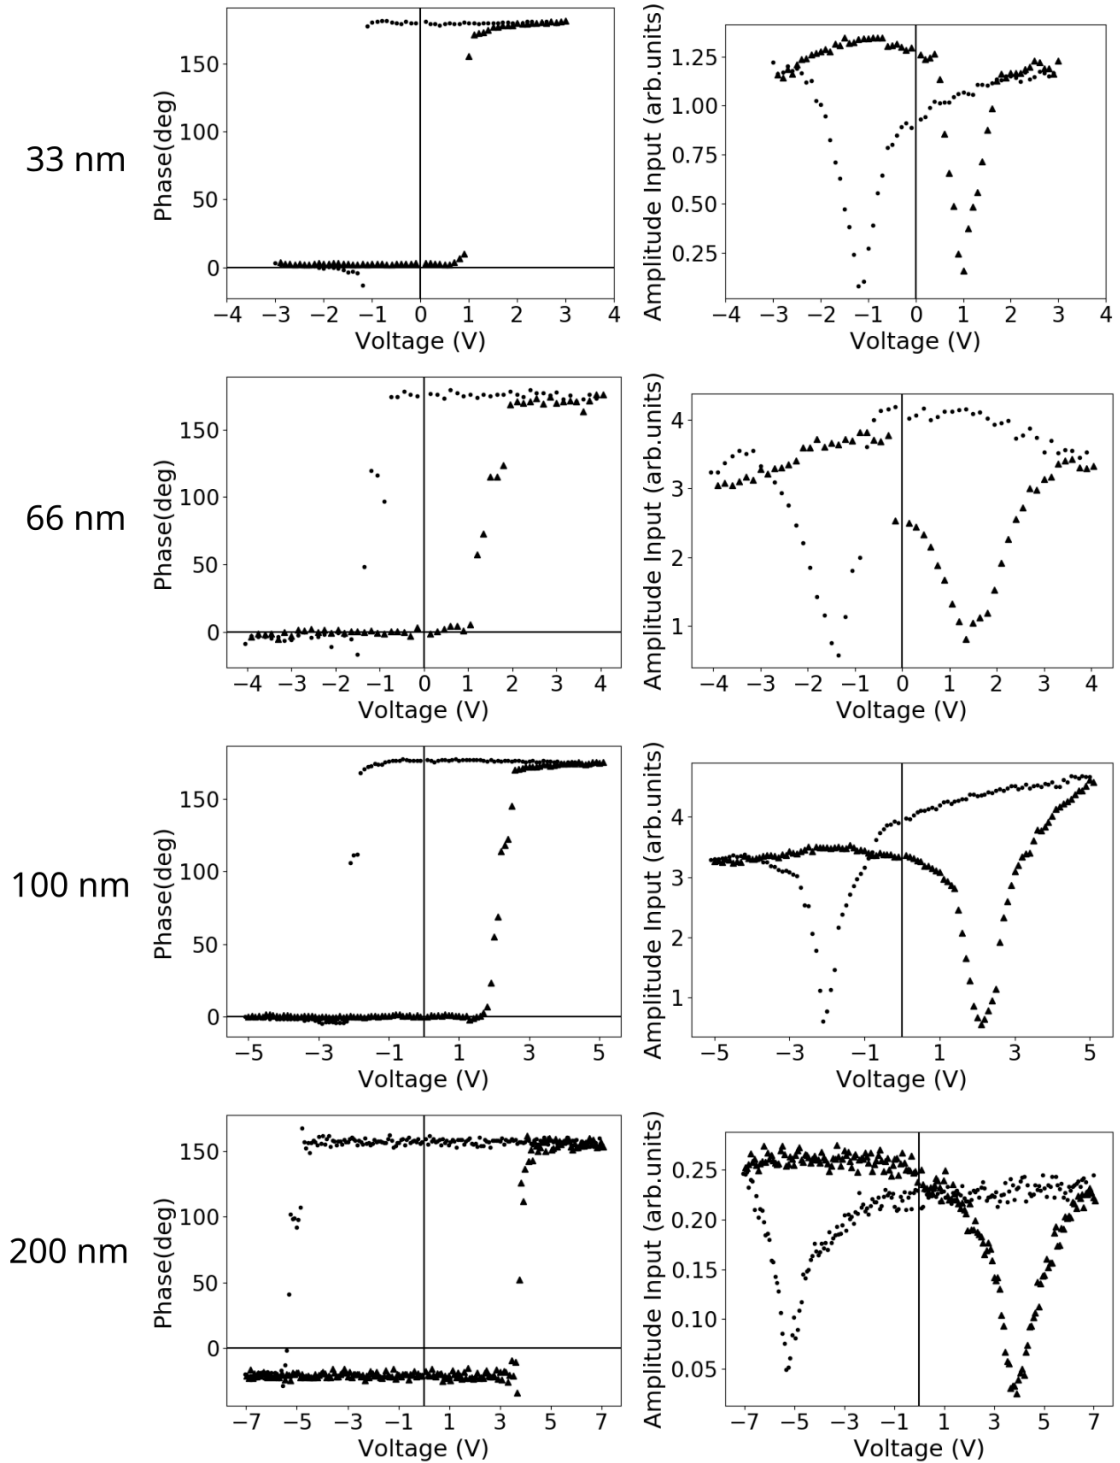 33 nm
Phase(deg)
150
100
50
0
−4 −3 −2 −1 0 1 2 3 4
Voltage (V)
Amplitude Input (arb.units)
1.25
1.00
0.75
0.50
0.25
−4 −3 −2 −1 0 1 2 3 4
Voltage (V)
66 nm
Phase(deg)
150
100
50
0
−4 −3 −2 −1 0 1 2 3 4
Voltage (V)
Amplitude Input (arb.units)
4
3
2
1
−4 −3 −2 −1 0 1 2 3 4
Voltage (V)
100 nm
Phase(deg)
150
100
50
0
−5 −3 −1 1 3 5
Voltage (V)
Amplitude Input (arb.units)
4
3
2
1
−5 −3 −1 1 3 5
Voltage (V)
200 nm
Phase(deg)
150
100
50
0
−7 −5 −3 −1 1 3 5 7
Voltage (V)
Amplitude Input (arb.units)
0.25
0.20
0.15
0.10
0.05
−7 −5 −3 −1 1 3 5 7
Voltage (V)